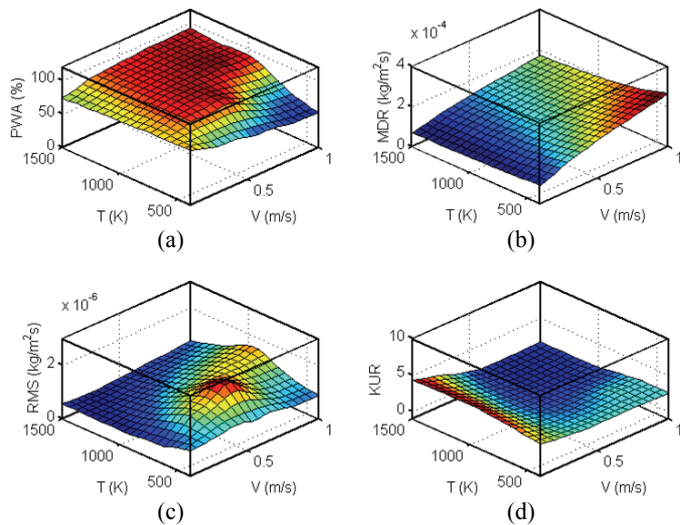 x 10⁻⁴
100
50
0
PWA (%)
1500
1000
500
T (K)
0.5
1
V (m/s)
(a)
4
2
0
MDR (kg/m²s)
1500
1000
500
T (K)
0.5
1
V (m/s)
(b)
x 10⁻⁶
2
0
RMS (kg/m²s)
1500
1000
500
T (K)
0.5
1
V (m/s)
(c)
10
5
0
KUR
1500
1000
500
T (K)
0.5
1
V (m/s)
(d)